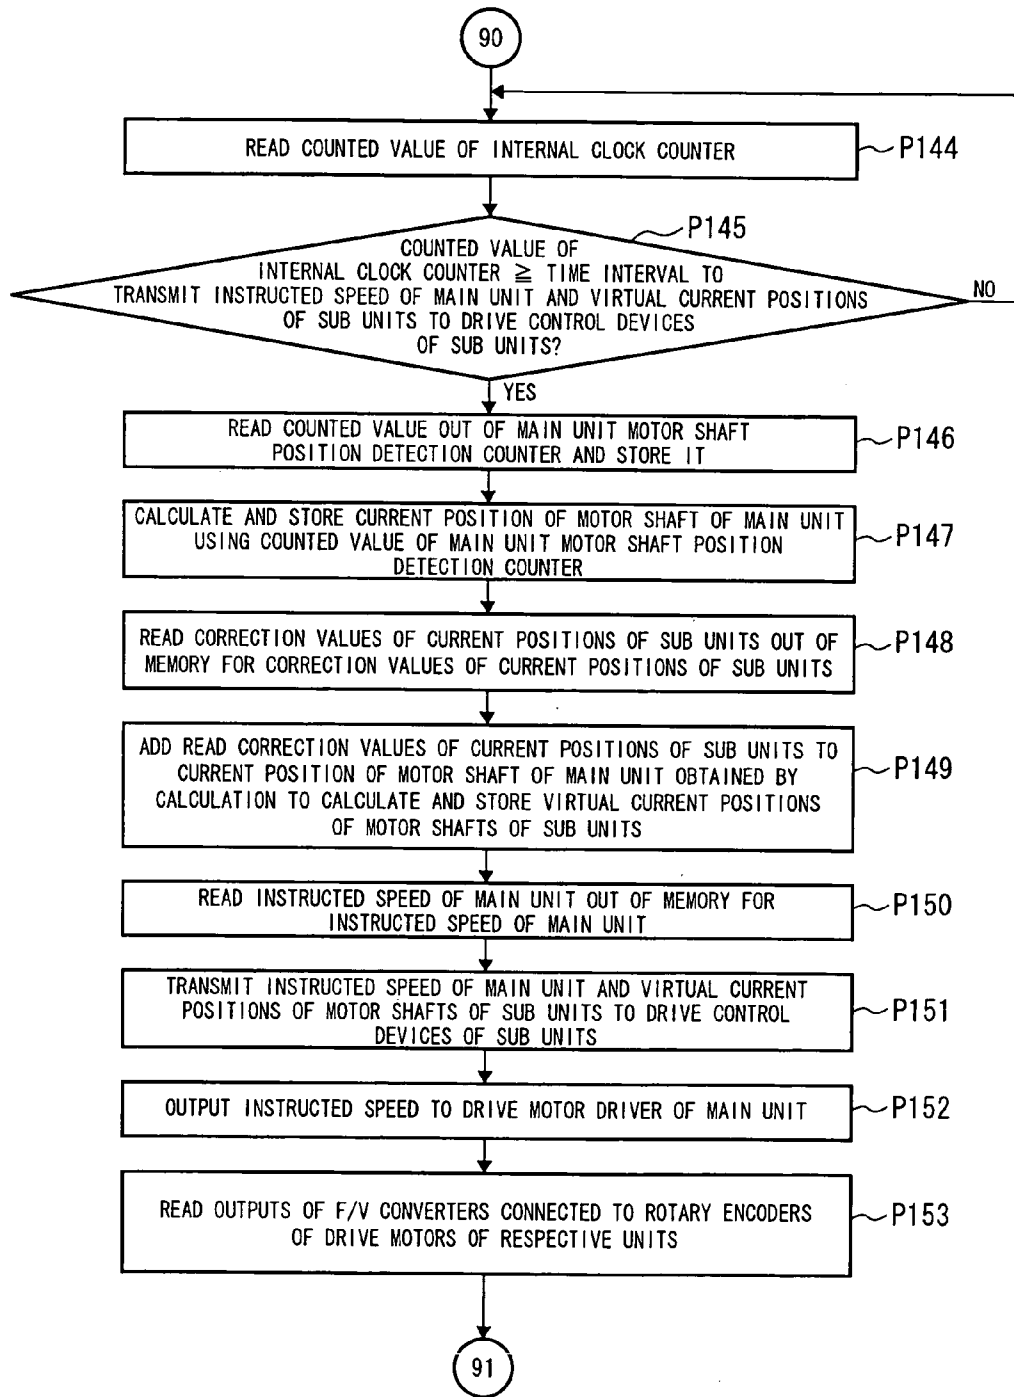 90
READ COUNTED VALUE OF INTERNAL CLOCK COUNTER
P144
P145
COUNTED VALUE OF
INTERNAL CLOCK COUNTER ≧ TIME INTERVAL TO
TRANSMIT INSTRUCTED SPEED OF MAIN UNIT AND VIRTUAL CURRENT POSITIONS
OF SUB UNITS TO DRIVE CONTROL DEVICES
OF SUB UNITS?
NO
YES
READ COUNTED VALUE OUT OF MAIN UNIT MOTOR SHAFT
POSITION DETECTION COUNTER AND STORE IT
P146
CALCULATE AND STORE CURRENT POSITION OF MOTOR SHAFT OF MAIN UNIT
USING COUNTED VALUE OF MAIN UNIT MOTOR SHAFT POSITION
DETECTION COUNTER
P147
READ CORRECTION VALUES OF CURRENT POSITIONS OF SUB UNITS OUT OF
MEMORY FOR CORRECTION VALUES OF CURRENT POSITIONS OF SUB UNITS
P148
ADD READ CORRECTION VALUES OF CURRENT POSITIONS OF SUB UNITS TO
CURRENT POSITION OF MOTOR SHAFT OF MAIN UNIT OBTAINED BY
CALCULATION TO CALCULATE AND STORE VIRTUAL CURRENT POSITIONS
OF MOTOR SHAFTS OF SUB UNITS
P149
READ INSTRUCTED SPEED OF MAIN UNIT OUT OF MEMORY FOR
INSTRUCTED SPEED OF MAIN UNIT
P150
TRANSMIT INSTRUCTED SPEED OF MAIN UNIT AND VIRTUAL CURRENT
POSITIONS OF MOTOR SHAFTS OF SUB UNITS TO DRIVE CONTROL
DEVICES OF SUB UNITS
P151
OUTPUT INSTRUCTED SPEED TO DRIVE MOTOR DRIVER OF MAIN UNIT
P152
READ OUTPUTS OF F/V CONVERTERS CONNECTED TO ROTARY ENCODERS
OF DRIVE MOTORS OF RESPECTIVE UNITS
P153
91